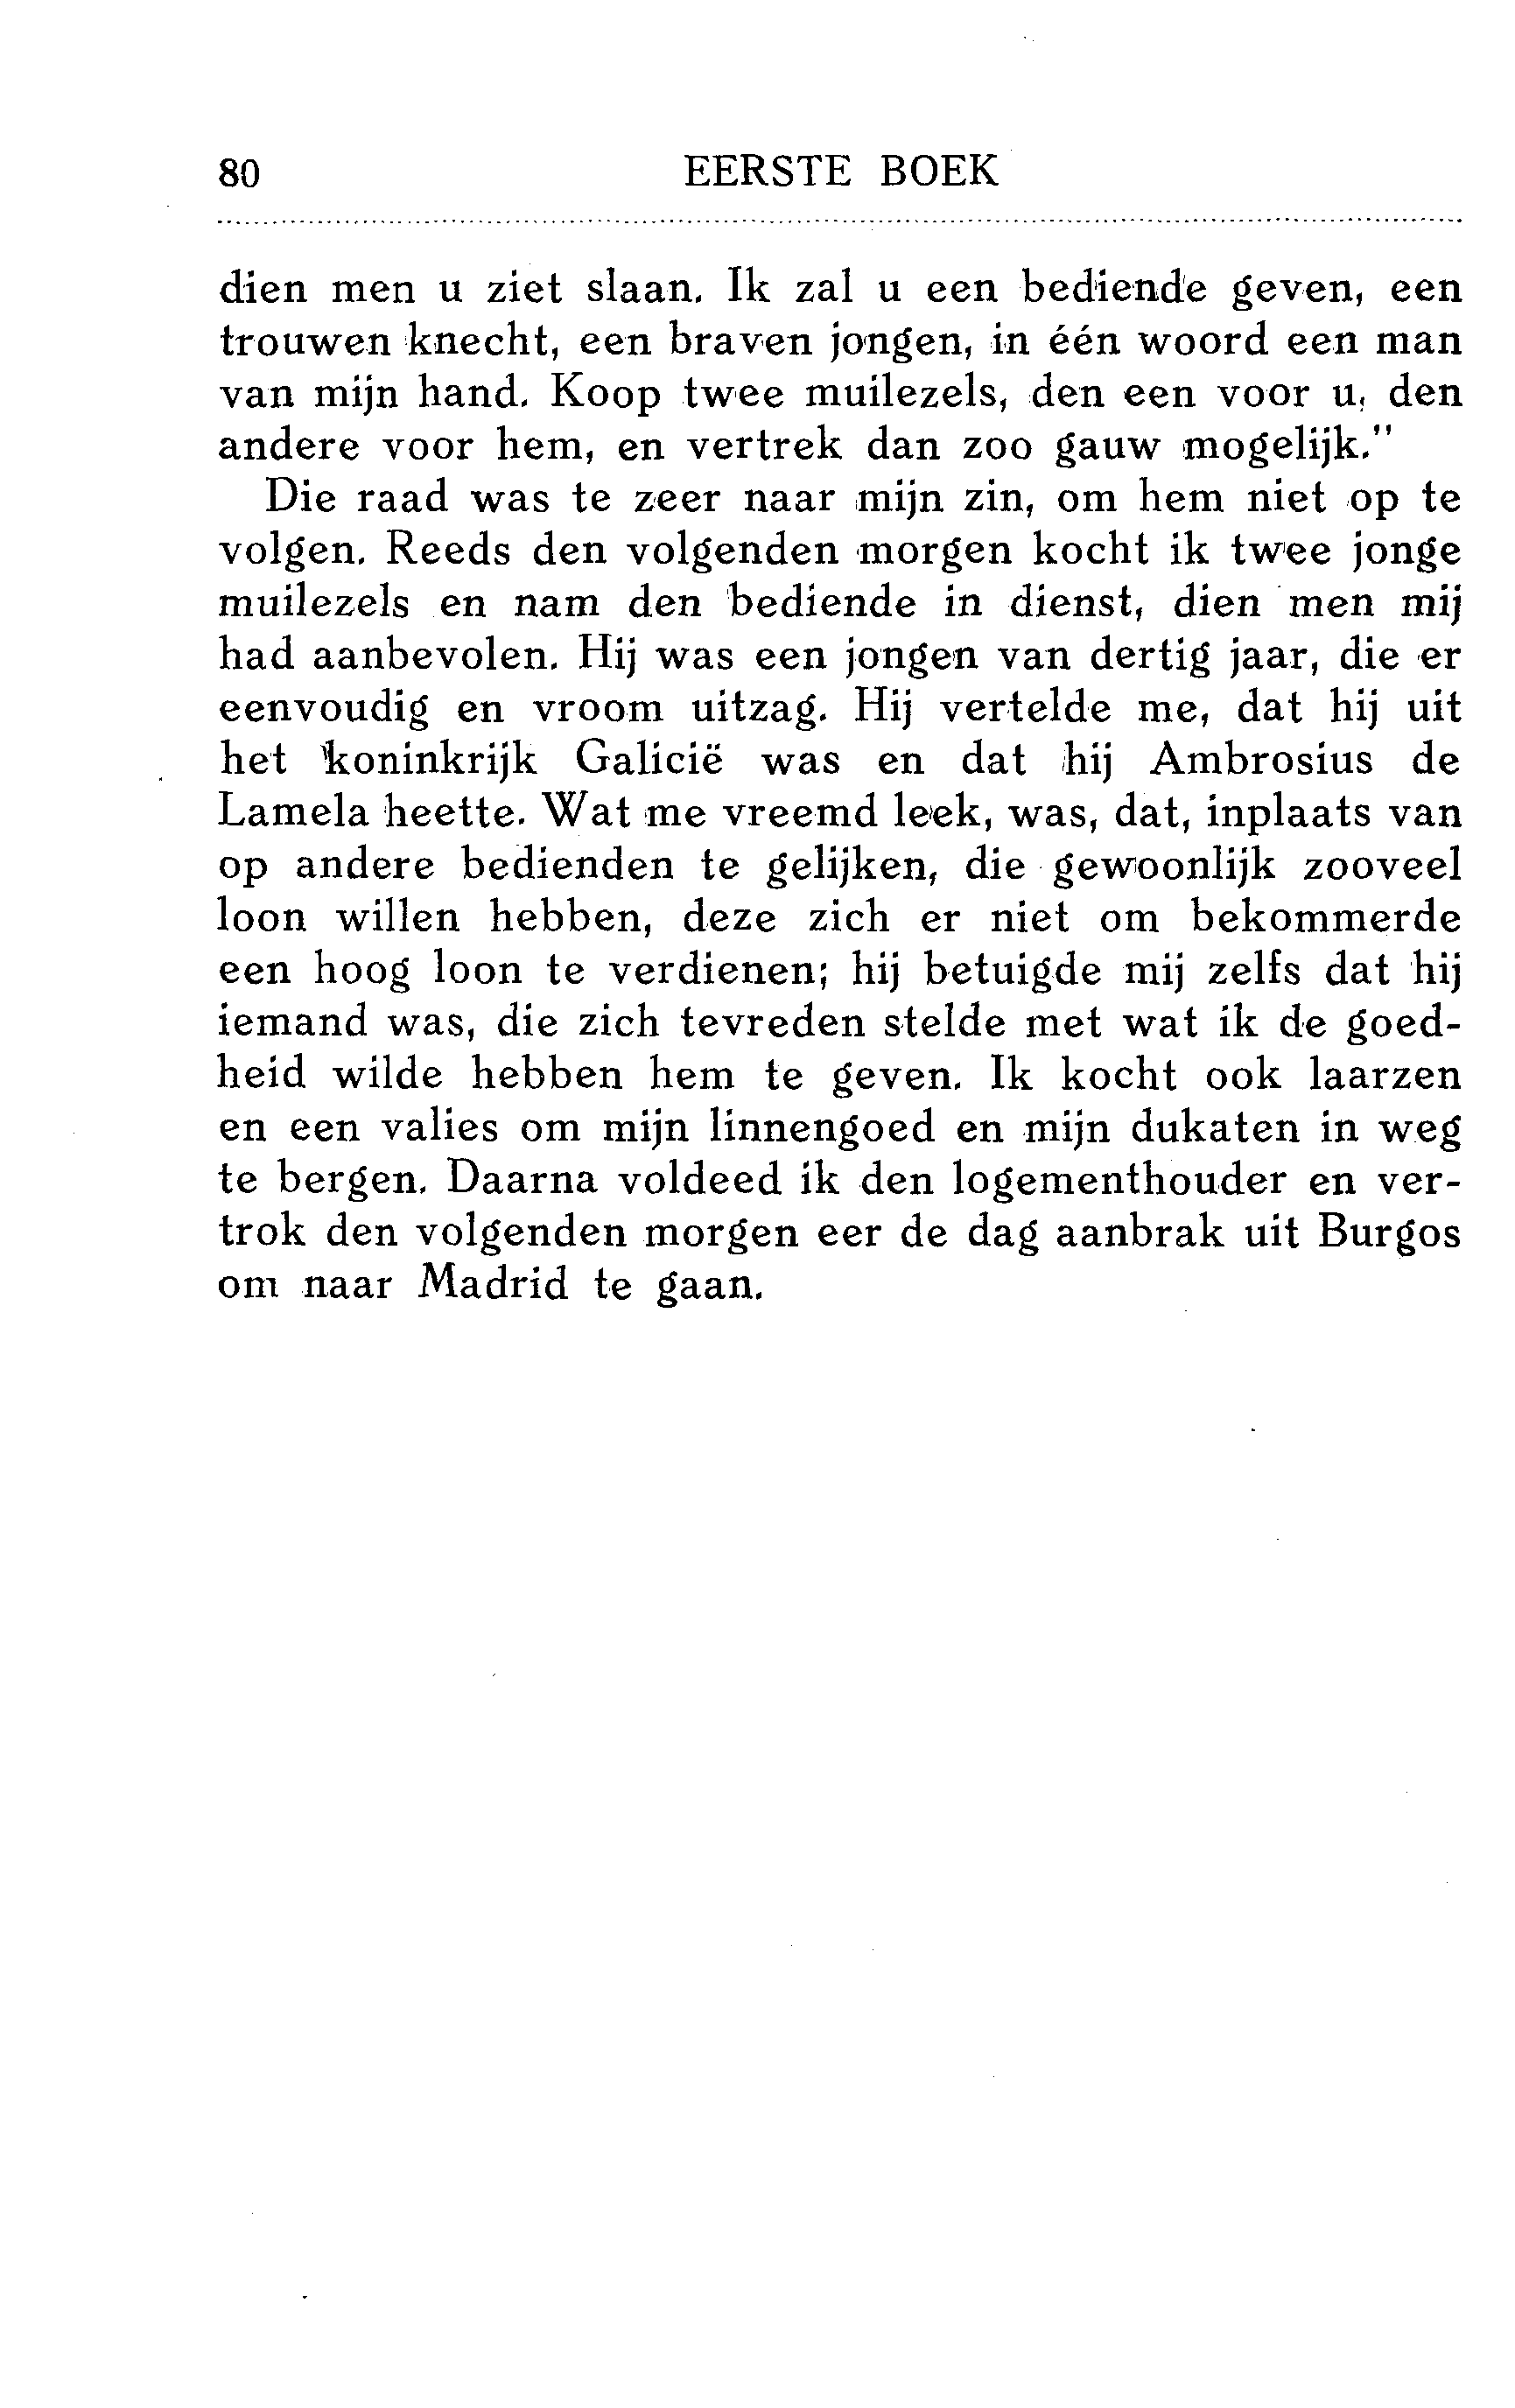 80 EERSTE BOEK
dien men u ziet slaan. Ik zal u een bediende geven, een
trouwen knecht, een braven jongen, in één woord een man
van mijn hand. Koop twee muilezels, den een voor u, den
andere voor hem, en vertrek dan zoo gauw mogelijk."
Die raad was te zeer naar mijn zin, om hem niet op te
volgen. Reeds den volgenden morgen kocht ik twee jonge
muilezels en nam den bediende in dienst, dien men mij
had aanbevolen. Hij was een jongen van dertig jaar, die er
eenvoudig en vroom uitzag. Hij vertelde me, dat hij uit
het koninkrijk Galicië was en dat hij Ambrosius de
Lamela heette. Wat me vreemd leek, was, dat, inplaats van
op andere bedienden te gelijken, die gewoonlijk zooveel
loon willen hebben, deze zich er niet om bekommerde
een hoog loon te verdienen; hij betuigde mij zelfs dat hij
iemand was, die zich tevreden stelde met wat ik de goed-
heid wilde hebben hem te geven. Ik kocht ook laarzen
en een valies om mijn linnengoed en mijn dukaten in weg
te bergen. Daarna voldeed ik den logementhouder en ver-
trok den volgenden morgen eer de dag aanbrak uit Burgos
om naar Madrid te gaan.